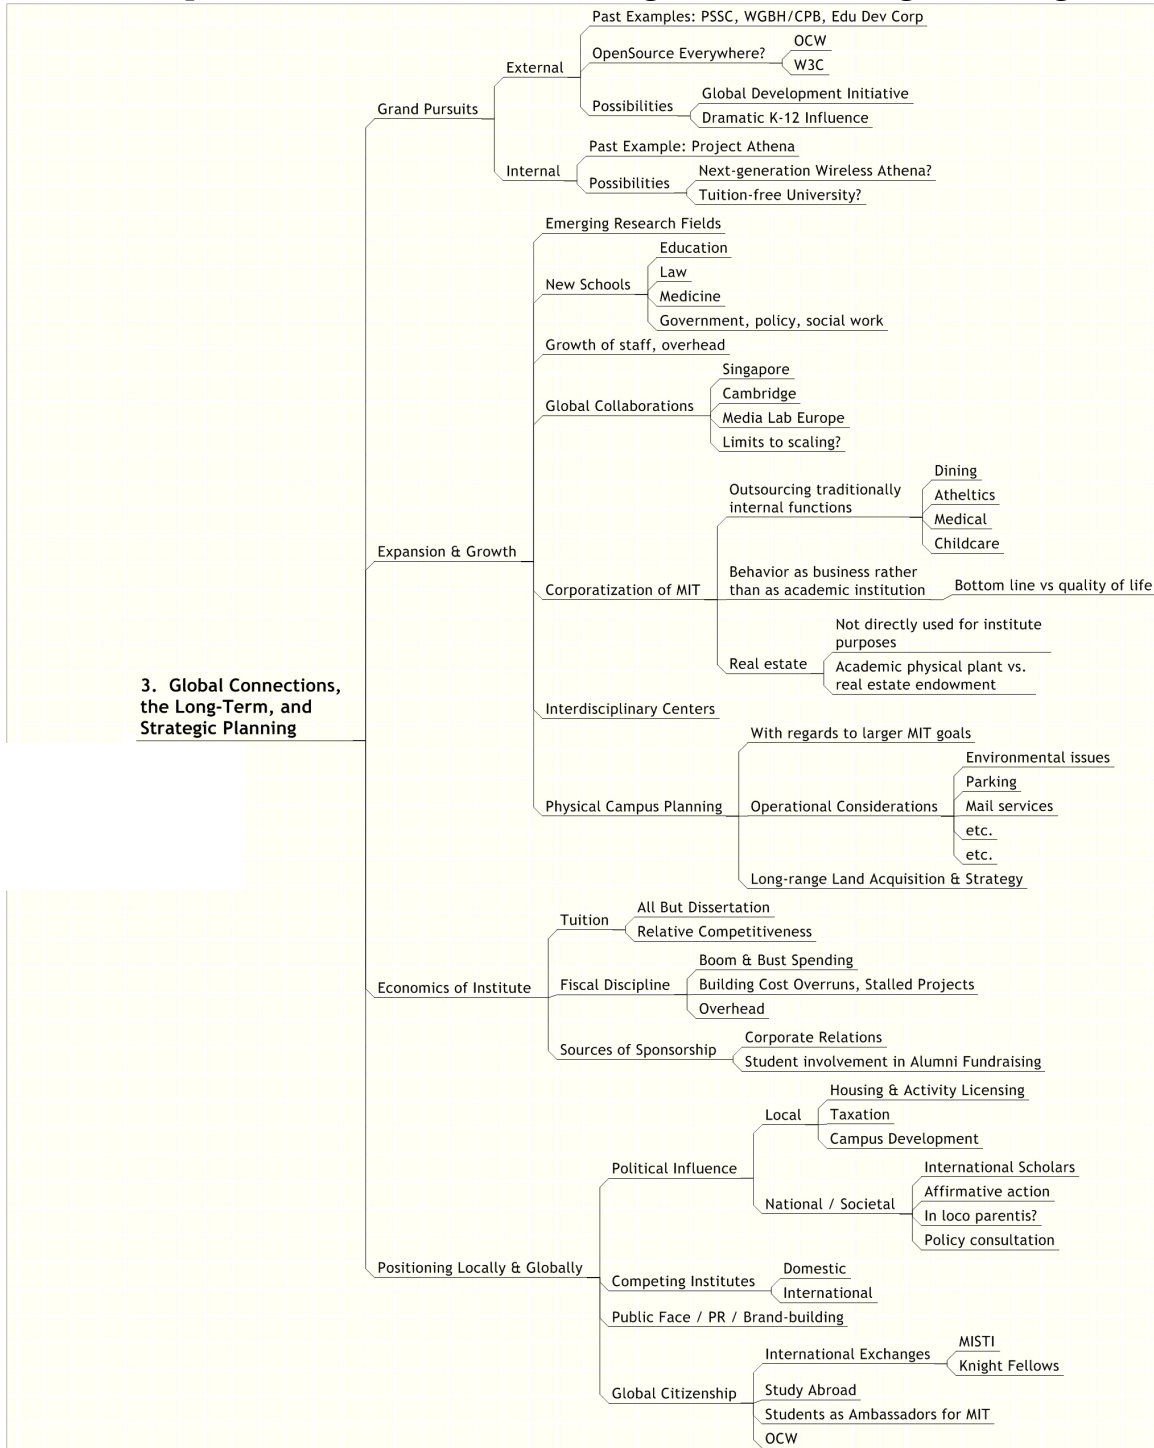 Past Examples: PSSC, WGBH/CPB, Edu Dev Corp
OCW
OpenSource Everywhere?
W3C
External
Global Development Initiative
Possibilities
Dramatic K-12 Influence
Grand Pursuits
Past Example: Project Athena
Internal
Next-generation Wireless Athena?
Possibilities
Tuition-free University?
Emerging Research Fields
Education
Law
New Schools
Medicine
Government, policy, social work
Growth of staff, overhead
Singapore
Cambridge
Global Collaborations
Media Lab Europe
Limits to scaling?
Dining
Outsourcing traditionally
internal functions
Atheltics
Medical
Childcare
Expansion & Growth
Behavior as business rather
than as academic institution
Bottom line vs quality of life
Corporatization of MIT
Not directly used for institute
purposes
Real estate
Academic physical plant vs.
real estate endowment
3. Global Connections,
the Long-Term, and
Strategic Planning
Interdisciplinary Centers
With regards to larger MIT goals
Environmental issues
Parking
Physical Campus Planning
Operational Considerations
Mail services
etc.
etc.
Long-range Land Acquisition & Strategy
All But Dissertation
Tuition
Relative Competitiveness
Boom & Bust Spending
Economics of Institute
Fiscal Discipline
Building Cost Overruns, Stalled Projects
Overhead
Corporate Relations
Sources of Sponsorship
Student involvement in Alumni Fundraising
Housing & Activity Licensing
Local
Taxation
Campus Development
Political Influence
International Scholars
Affirmative action
National / Societal
In loco parentis?
Policy consultation
Positioning Locally & Globally
Domestic
Competing Institutes
International
Public Face / PR / Brand-building
MISTI
International Exchanges
Knight Fellows
Global Citizenship
Study Abroad
Students as Ambassadors for MIT
OCW